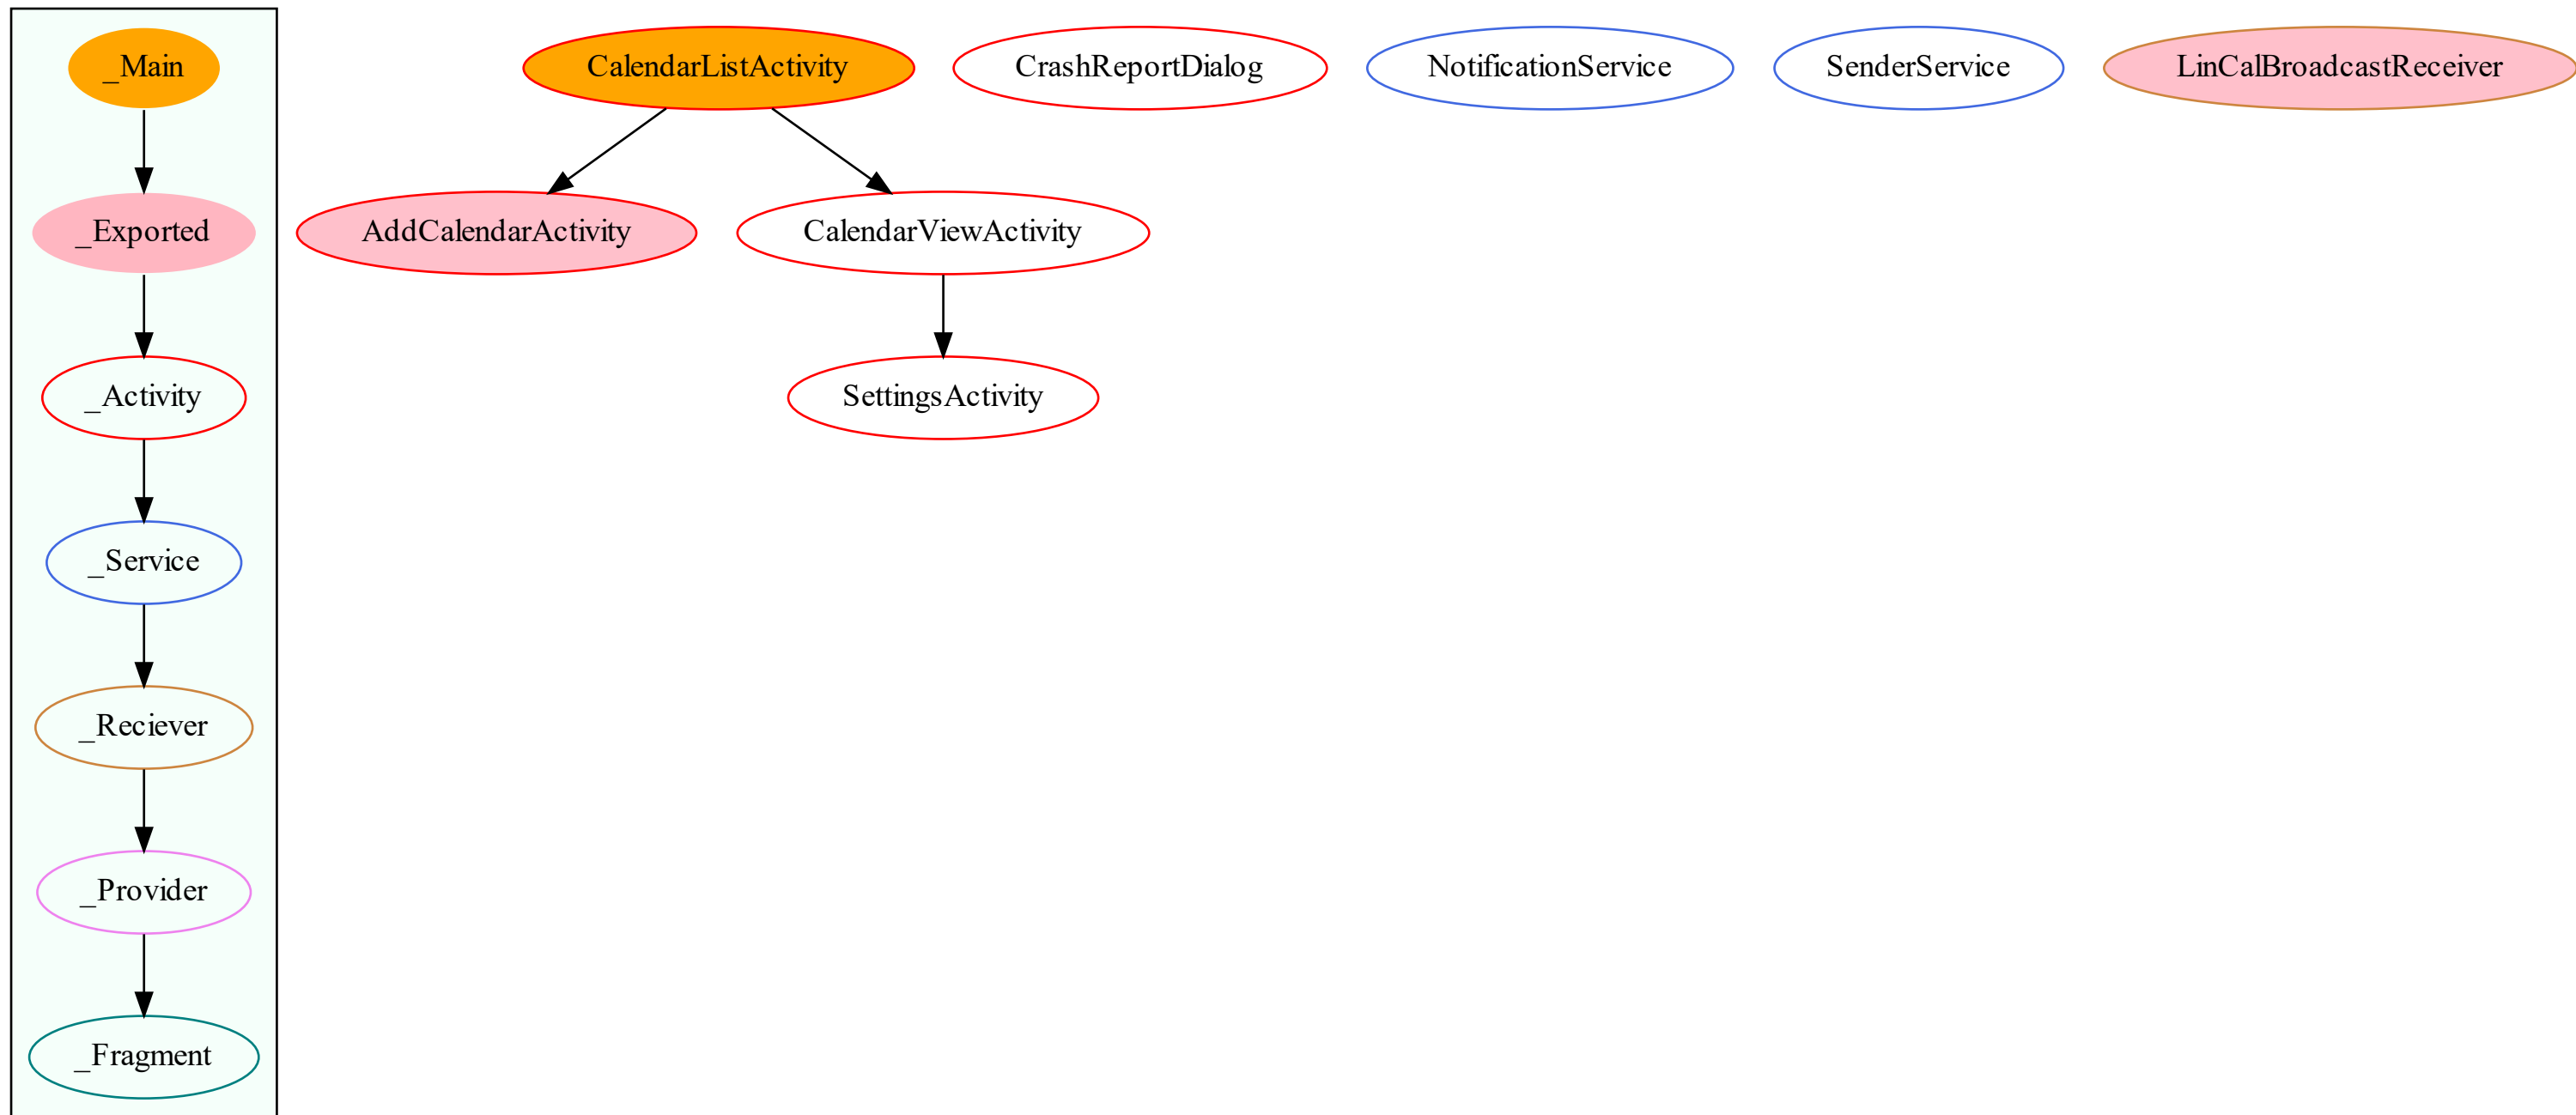 _Main
_Exported
_Activity
_Service
_Reciever
_Provider
_Fragment
CalendarListActivity
CrashReportDialog
NotificationService
SenderService
LinCalBroadcastReceiver
AddCalendarActivity
CalendarViewActivity
SettingsActivity